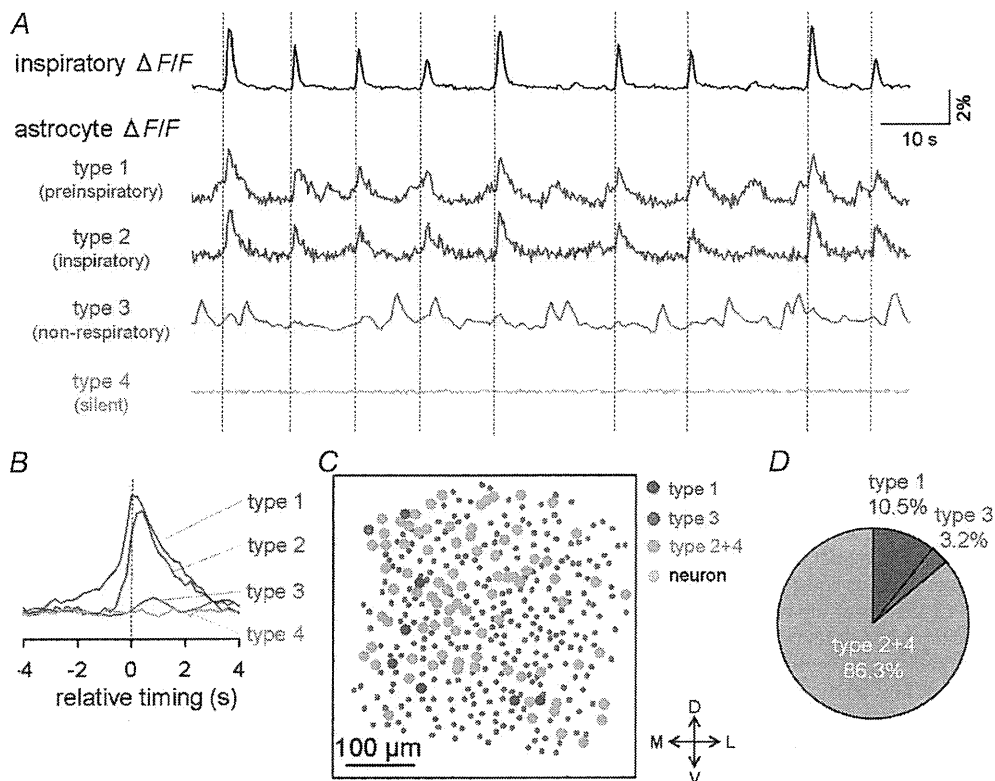 A
inspiratory ΔF/F
2%
10 s
astrocyte ΔF/F
type 1
(preinspiratory)
type 2
(inspiratory)
type 3
(non-respiratory)
type 4
(silent)
B
type 1
type 2
type 3
type 4
-4 -2 0 2 4
relative timing (s)
C
type 1
type 3
type 2+4
neuron
100 µm
D
M L
V
D
type 1
10.5%
type 3
3.2%
type 2+4
86.3%